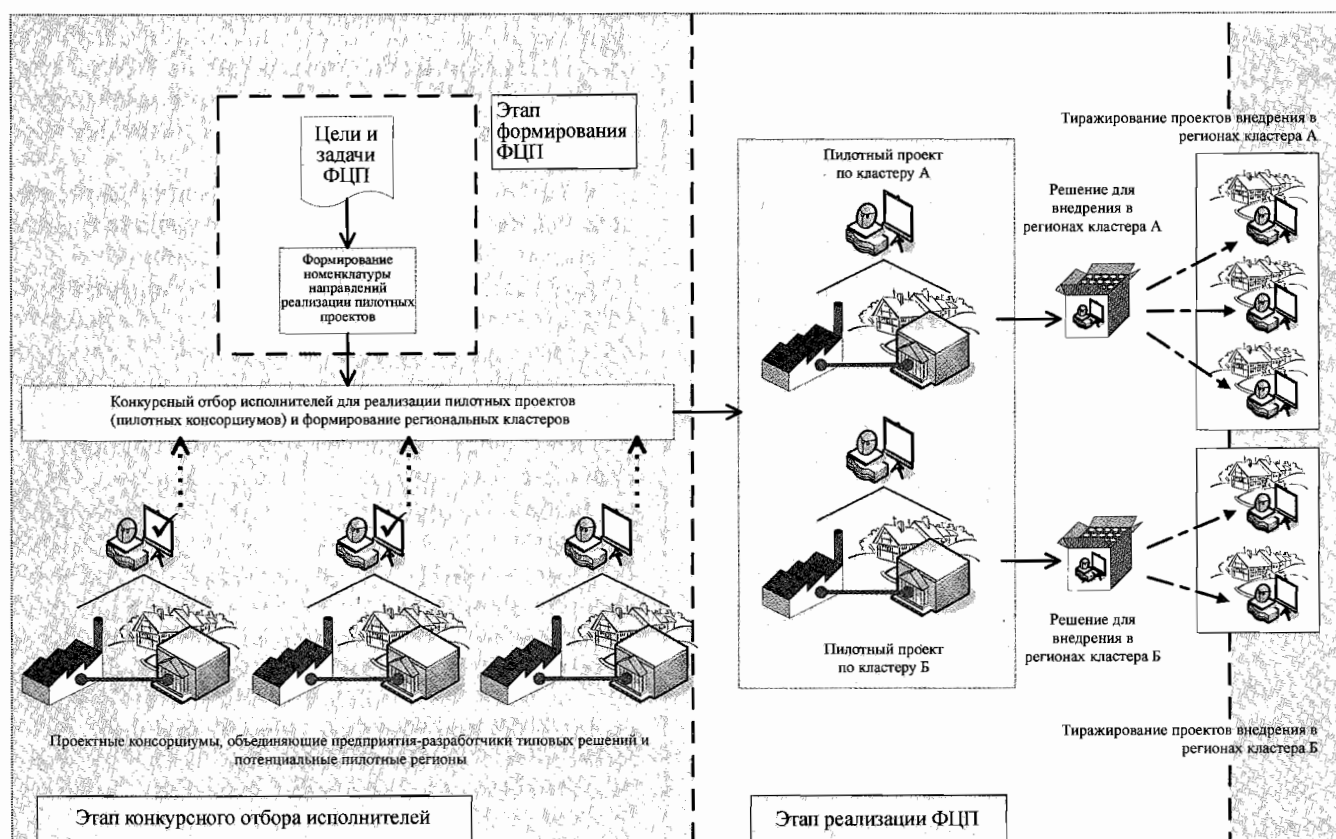 Этап
формирования
ФЦП
Цели и
задачи
ФЦП
Формирование
номенклатуры
направлений
реализации пилотных
проектов
Конкурсный отбор исполнителей для реализации пилотных проектов
(пилотных консорциумов) и формирование региональных кластеров
Проектные консорциумы, объединяющие предприятия-разработчики типовых решений и
потенциальные пилотные регионы
Этап конкурсного отбора исполнителей
Пилотный проект
по кластеру А
Пилотный проект
по кластеру Б
Решение для
внедрения в
регионах кластера А
Решение для
внедрения в
регионах кластера Б
Тиражирование проектов внедрения в
регионах кластера А
Тиражирование проектов внедрения в
регионах кластера Б
Этап реализации ФЦП